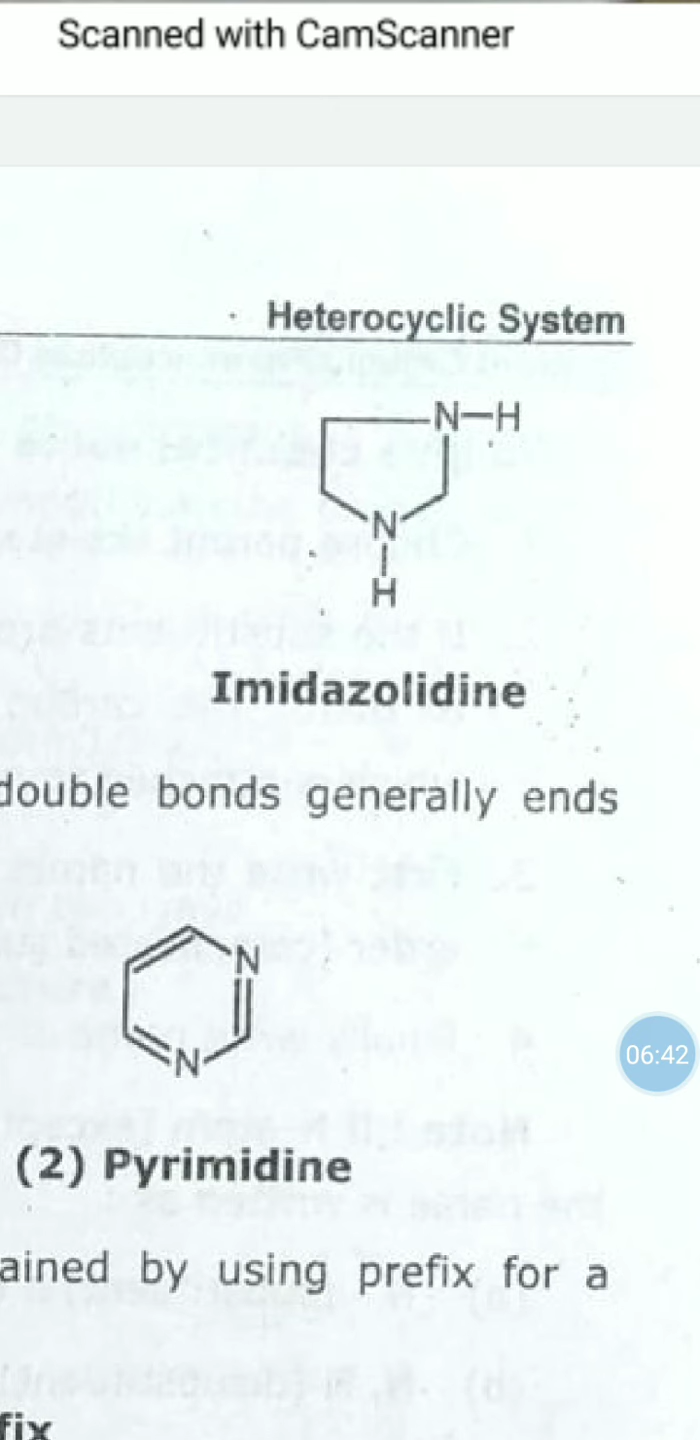 Scanned with CamScanner
Heterocyclic System
N—H
N
H
Imidazolidine
double bonds generally ends
N
06:42
N
(2) Pyrimidine
ained by using prefix for a
fix